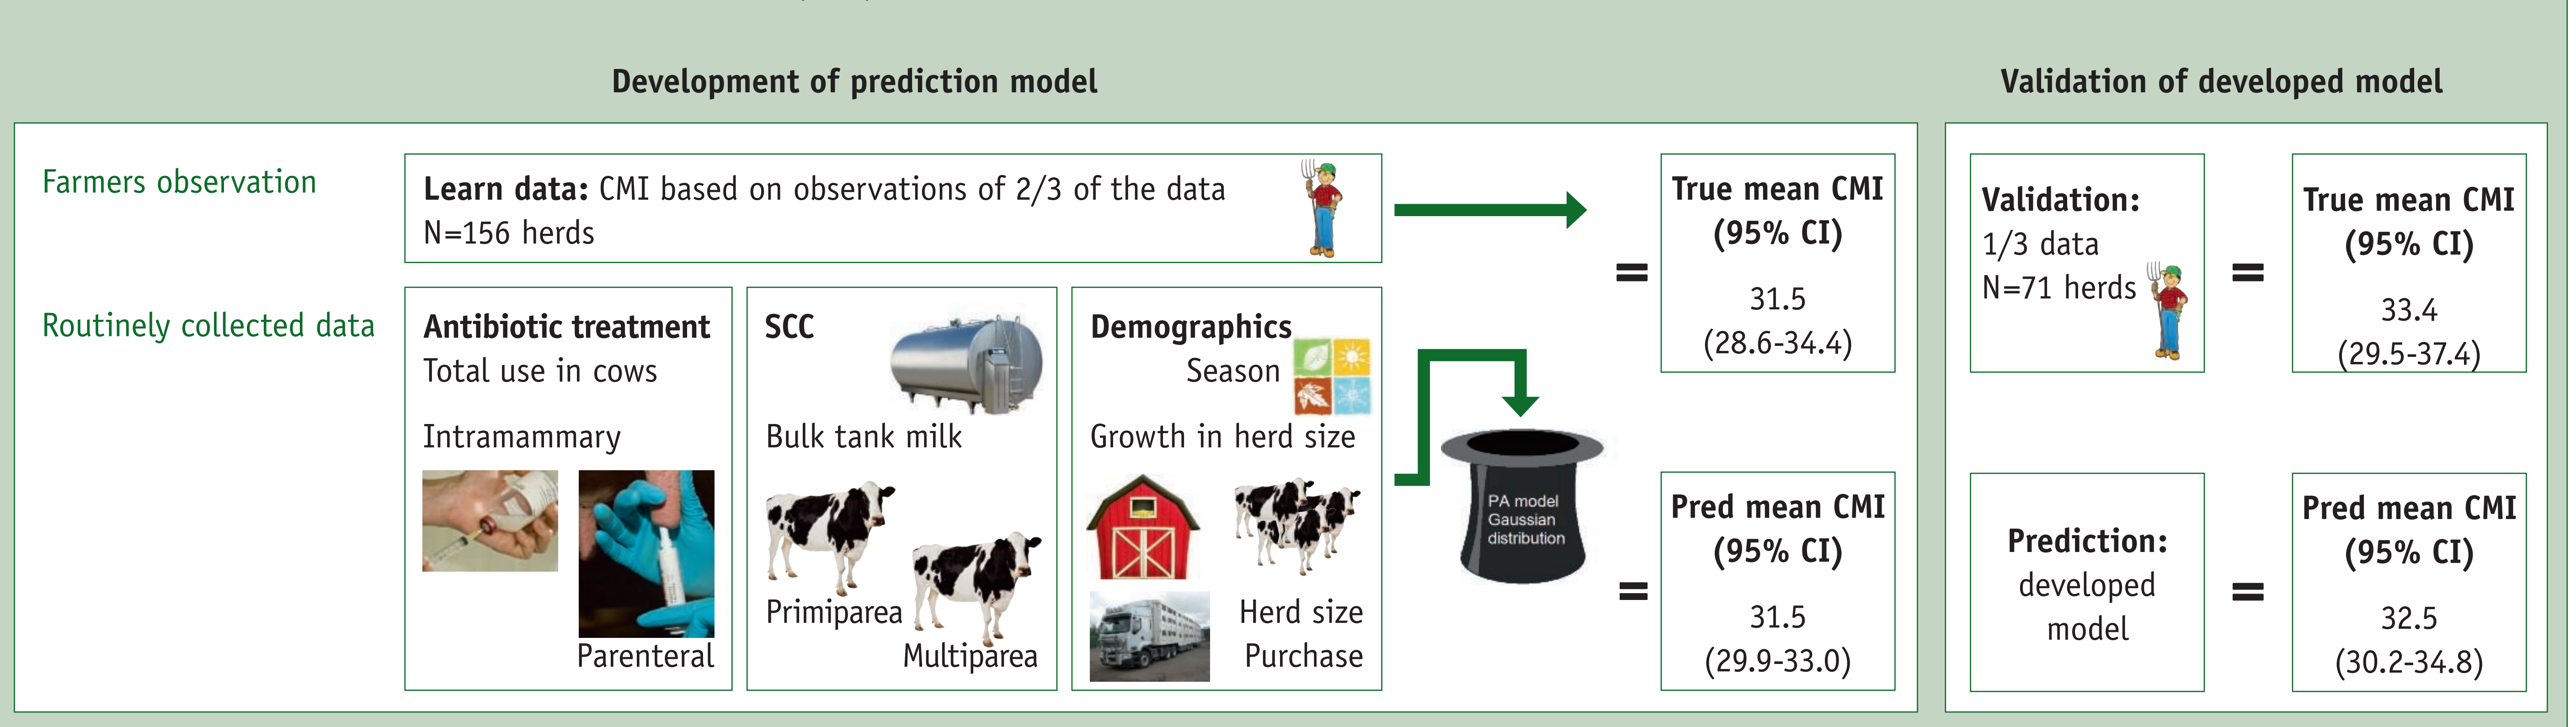 Development of prediction model
Validation of developed model
Farmers observation
Learn data: CMI based on observations of 2/3 of the data
N=156 herds
True mean CMI
(95% CI)
31.5
(28.6-34.4)
=
Validation:
1/3 data
N=71 herds
=
True mean CMI
(95% CI)
33.4
(29.5-37.4)
Routinely collected data
Antibiotic treatment
Total use in cows
Intramammary
Parenteral
SCC
Bulk tank milk
Primiparea
Multiparea
Demographics
Season
Growth in herd size
Herd size
Purchase
PA model
Gaussian
distribution
=
Pred mean CMI
(95% CI)
31.5
(29.9-33.0)
Prediction:
developed
model
=
Pred mean CMI
(95% CI)
32.5
(30.2-34.8)